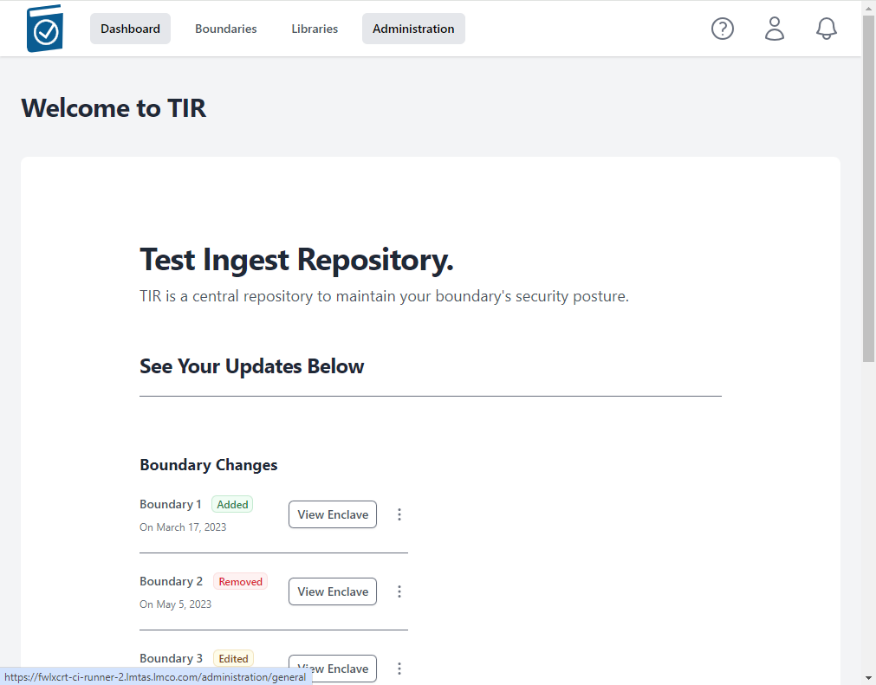 Dashboard Boundaries Libraries Administration
Welcome to TIR
Test Ingest Repository.
TIR is a central repository to maintain your boundary's security posture.
See Your Updates Below
Boundary Changes
Boundary 1 Added
On March 17, 2023
View Enclave
Boundary 2 Removed
On May 5, 2023
View Enclave
Boundary 3 Edited
View Enclave
https://fwlxcrt-ci-runner-2.lmtas.lmco.com/administration/general